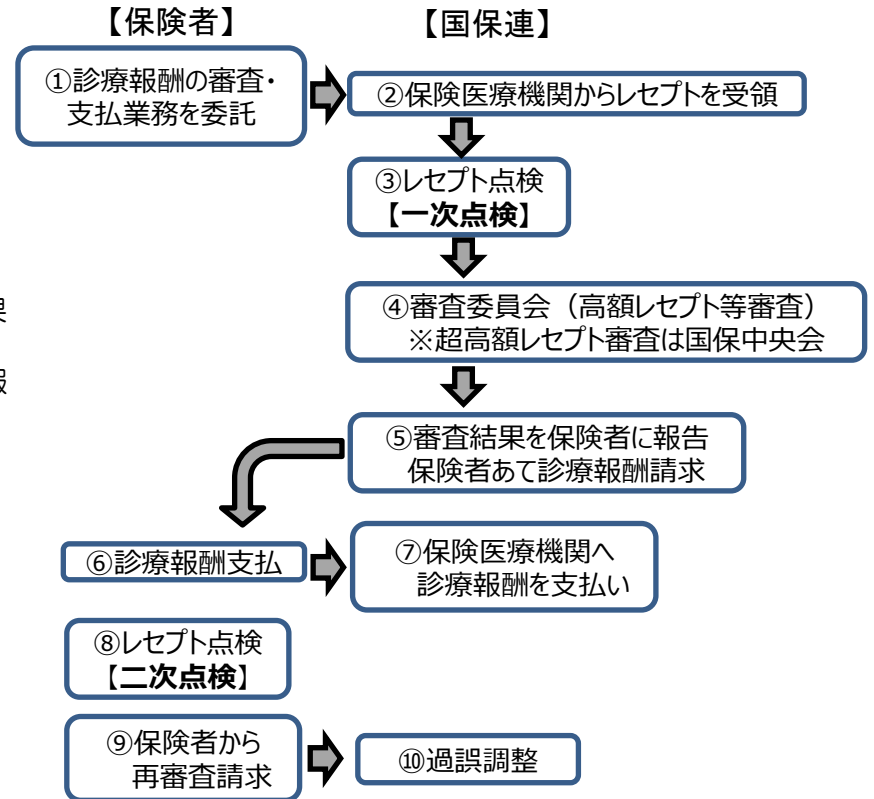 【保険者】
【国保連】
①診療報酬の審査・
支払業務を委託
②保険医療機関からレセプトを受領
③レセプト点検
【一次点検】
④審査委員会（高額レセプト等審査）
※超高額レセプト審査は国保中央会
⑤審査結果を保険者に報告
保険者あて診療報酬請求
⑥診療報酬支払
⑦保険医療機関へ
診療報酬を支払い
⑧レセプト点検
【二次点検】
⑨保険者から
再審査請求
⑩過誤調整